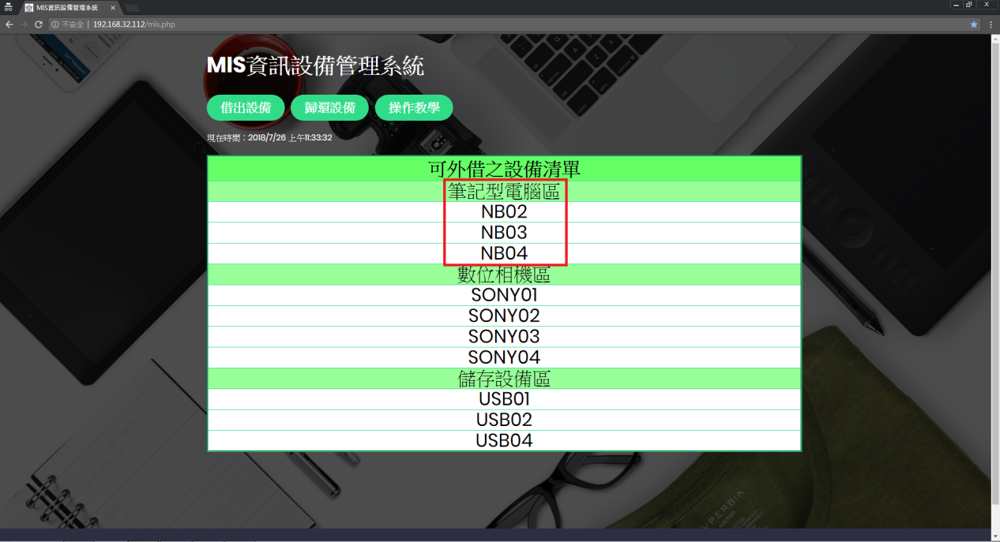 MIS資訊設備管理系統
不安全 | 192.168.32.112/mis.php
MIS資訊設備管理系統
借出設備 歸還設備 操作教學
現在時間：2018/7/26 上午11:33:32
可外借之設備清單
筆記型電腦區
NB02
NB03
NB04
數位相機區
SONY01
SONY02
SONY03
SONY04
儲存設備區
USB01
USB02
USB04